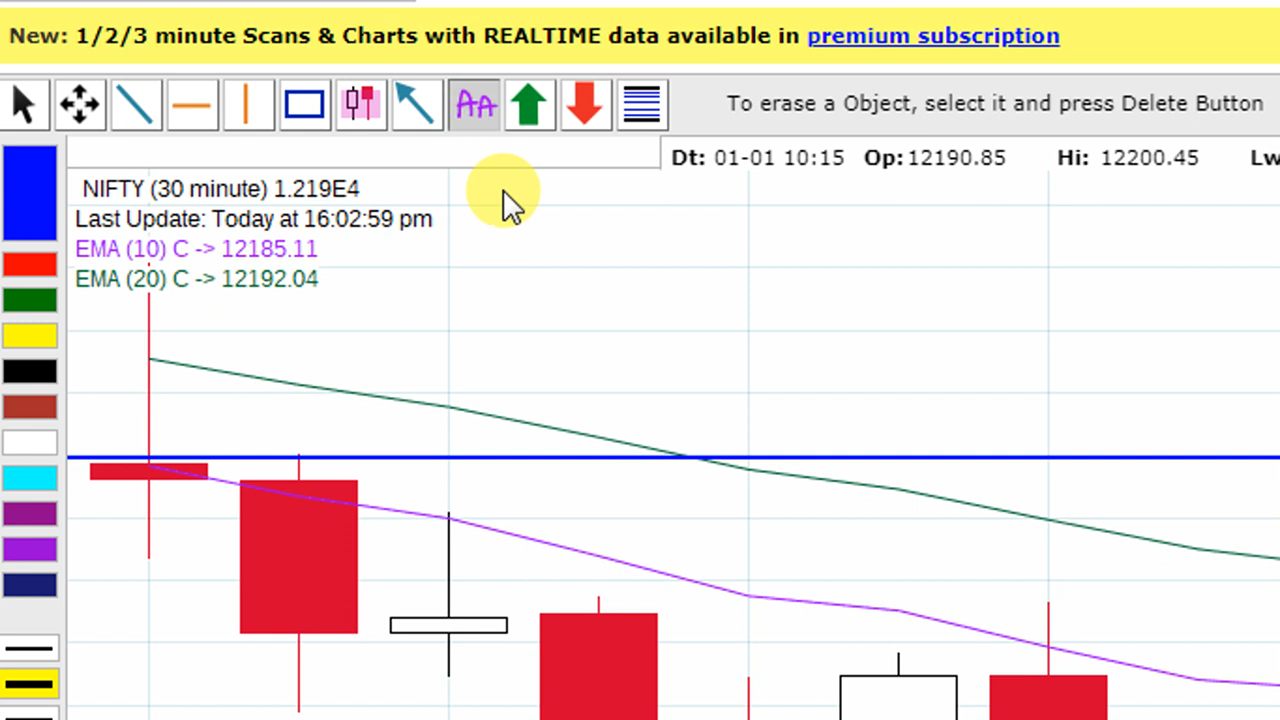 New: 1/2/3 minute Scans & Charts with REALTIME data available in premium subscription
AA
To erase a Object, select it and press Delete Button
Dt: 01-01 10:15 Op:12190.85 Hi: 12200.45 Lw
NIFTY (30 minute) 1.219E4
Last Update: Today at 16:02:59 pm
EMA (10) C -> 12185.11
EMA (20) C -> 12192.04